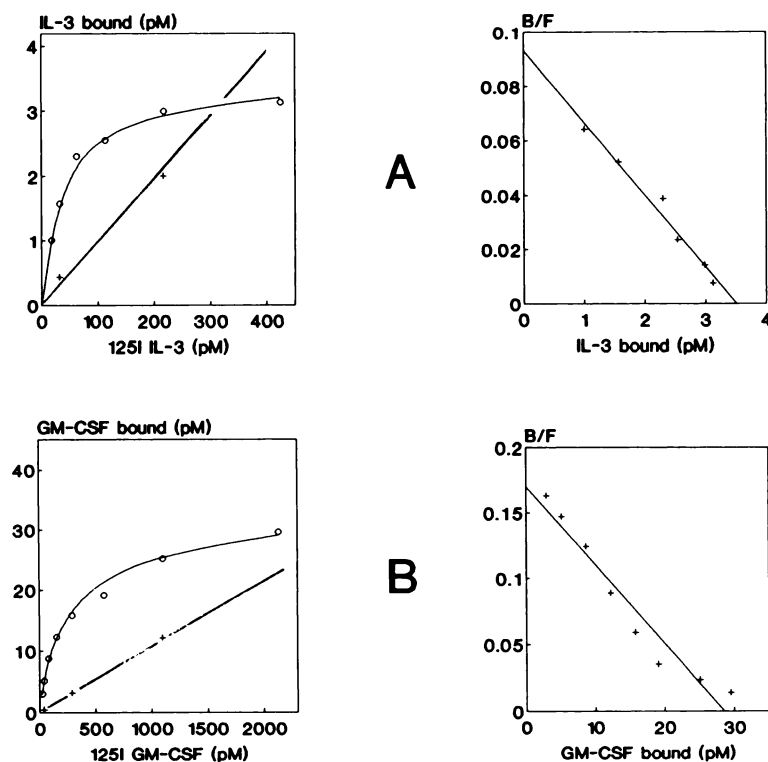 IL-3 bound (pM)
4
3
2
1
0
0 100 200 300 400
125I IL-3 (pM)
A
B/F
0.1
0.08
0.06
0.04
0.02
0
0 1 2 3 4
IL-3 bound (pM)
GM-CSF bound (pM)
40
30
20
10
0
0 500 1000 1500 2000
125I GM-CSF (pM)
B
B/F
0.2
0.15
0.1
0.05
0
0 10 20 30
GM-CSF bound (pM)